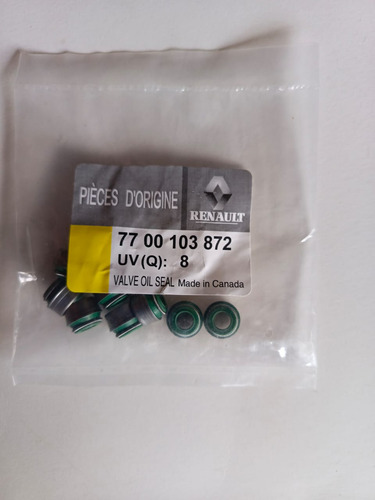 PIÈCES D'ORIGINE
RENAULT
77 00 103 872
UV(Q): 8
VALVE OIL SEAL Made in Canada